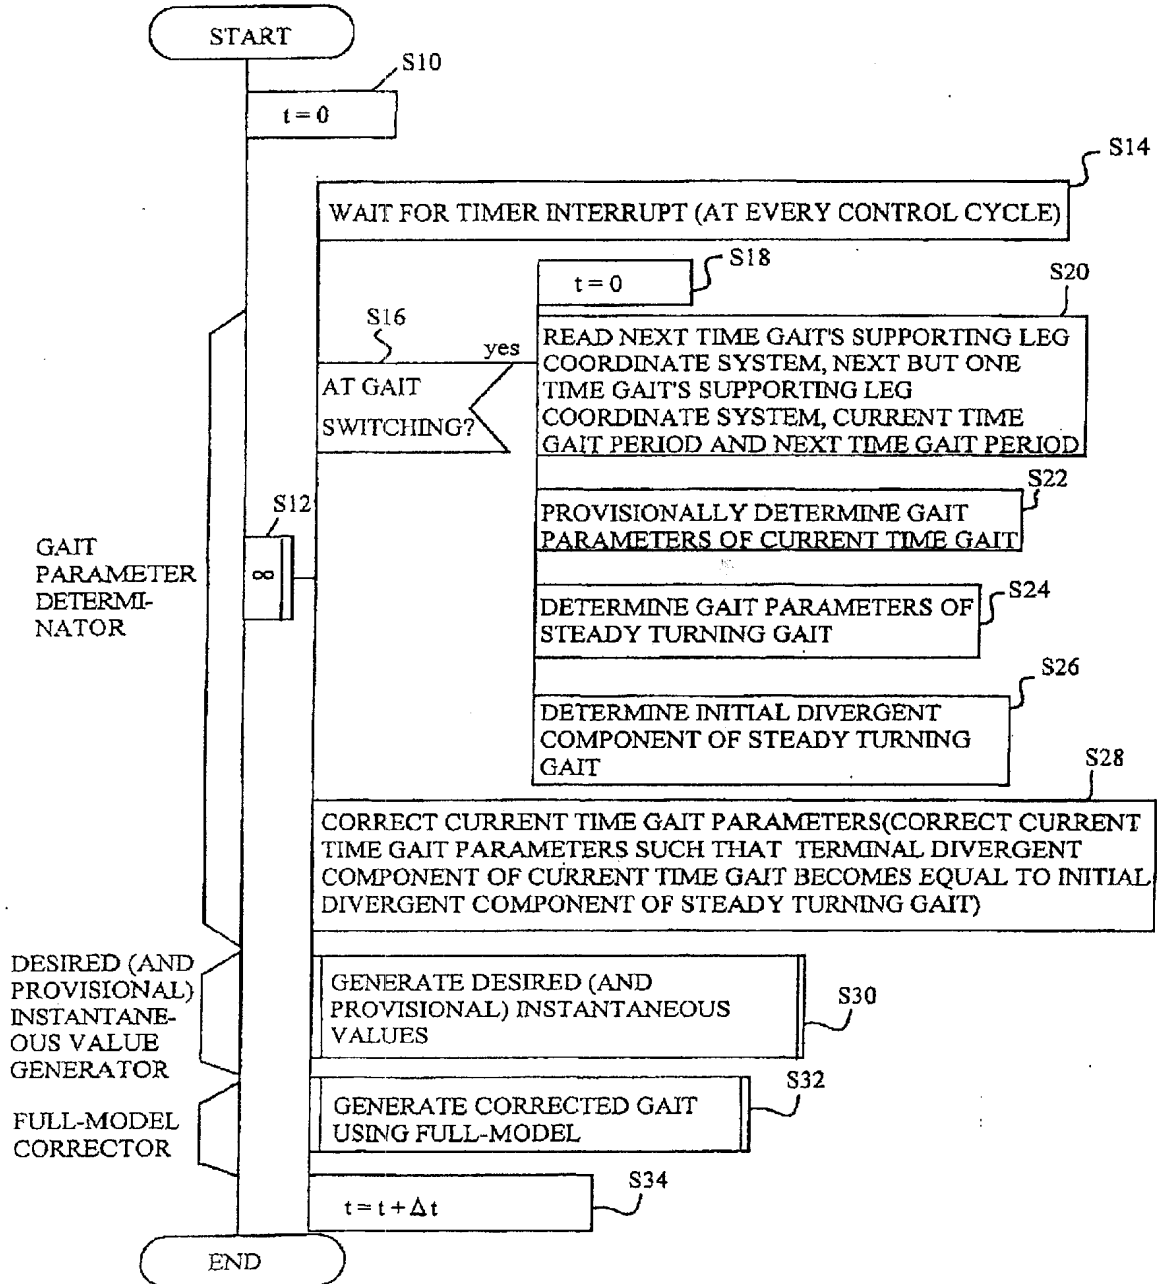 START
S10
t = 0
S14
WAIT FOR TIMER INTERRUPT (AT EVERY CONTROL CYCLE)
S18
t = 0
S20
S16
yes
AT GAIT
SWITCHING?
READ NEXT TIME GAIT'S SUPPORTING LEG
COORDINATE SYSTEM, NEXT BUT ONE
TIME GAIT'S SUPPORTING LEG
COORDINATE SYSTEM, CURRENT TIME
GAIT PERIOD AND NEXT TIME GAIT PERIOD
S22
PROVISIONALLY DETERMINE GAIT
PARAMETERS OF CURRENT TIME GAIT
S12
∞
GAIT
PARAMETER
DETERMI-
NATOR
S24
DETERMINE GAIT PARAMETERS OF
STEADY TURNING GAIT
S26
DETERMINE INITIAL DIVERGENT
COMPONENT OF STEADY TURNING
GAIT
S28
CORRECT CURRENT TIME GAIT PARAMETERS(CORRECT CURRENT
TIME GAIT PARAMETERS SUCH THAT TERMINAL DIVERGENT
COMPONENT OF CURRENT TIME GAIT BECOMES EQUAL TO INITIAL
DIVERGENT COMPONENT OF STEADY TURNING GAIT)
DESIRED (AND
PROVISIONAL)
INSTANTANE-
OUS VALUE
GENERATOR
GENERATE DESIRED (AND
PROVISIONAL) INSTANTANEOUS
VALUES
S30
FULL-MODEL
CORRECTOR
GENERATE CORRECTED GAIT
USING FULL-MODEL
S32
t = t + Δt
S34
END